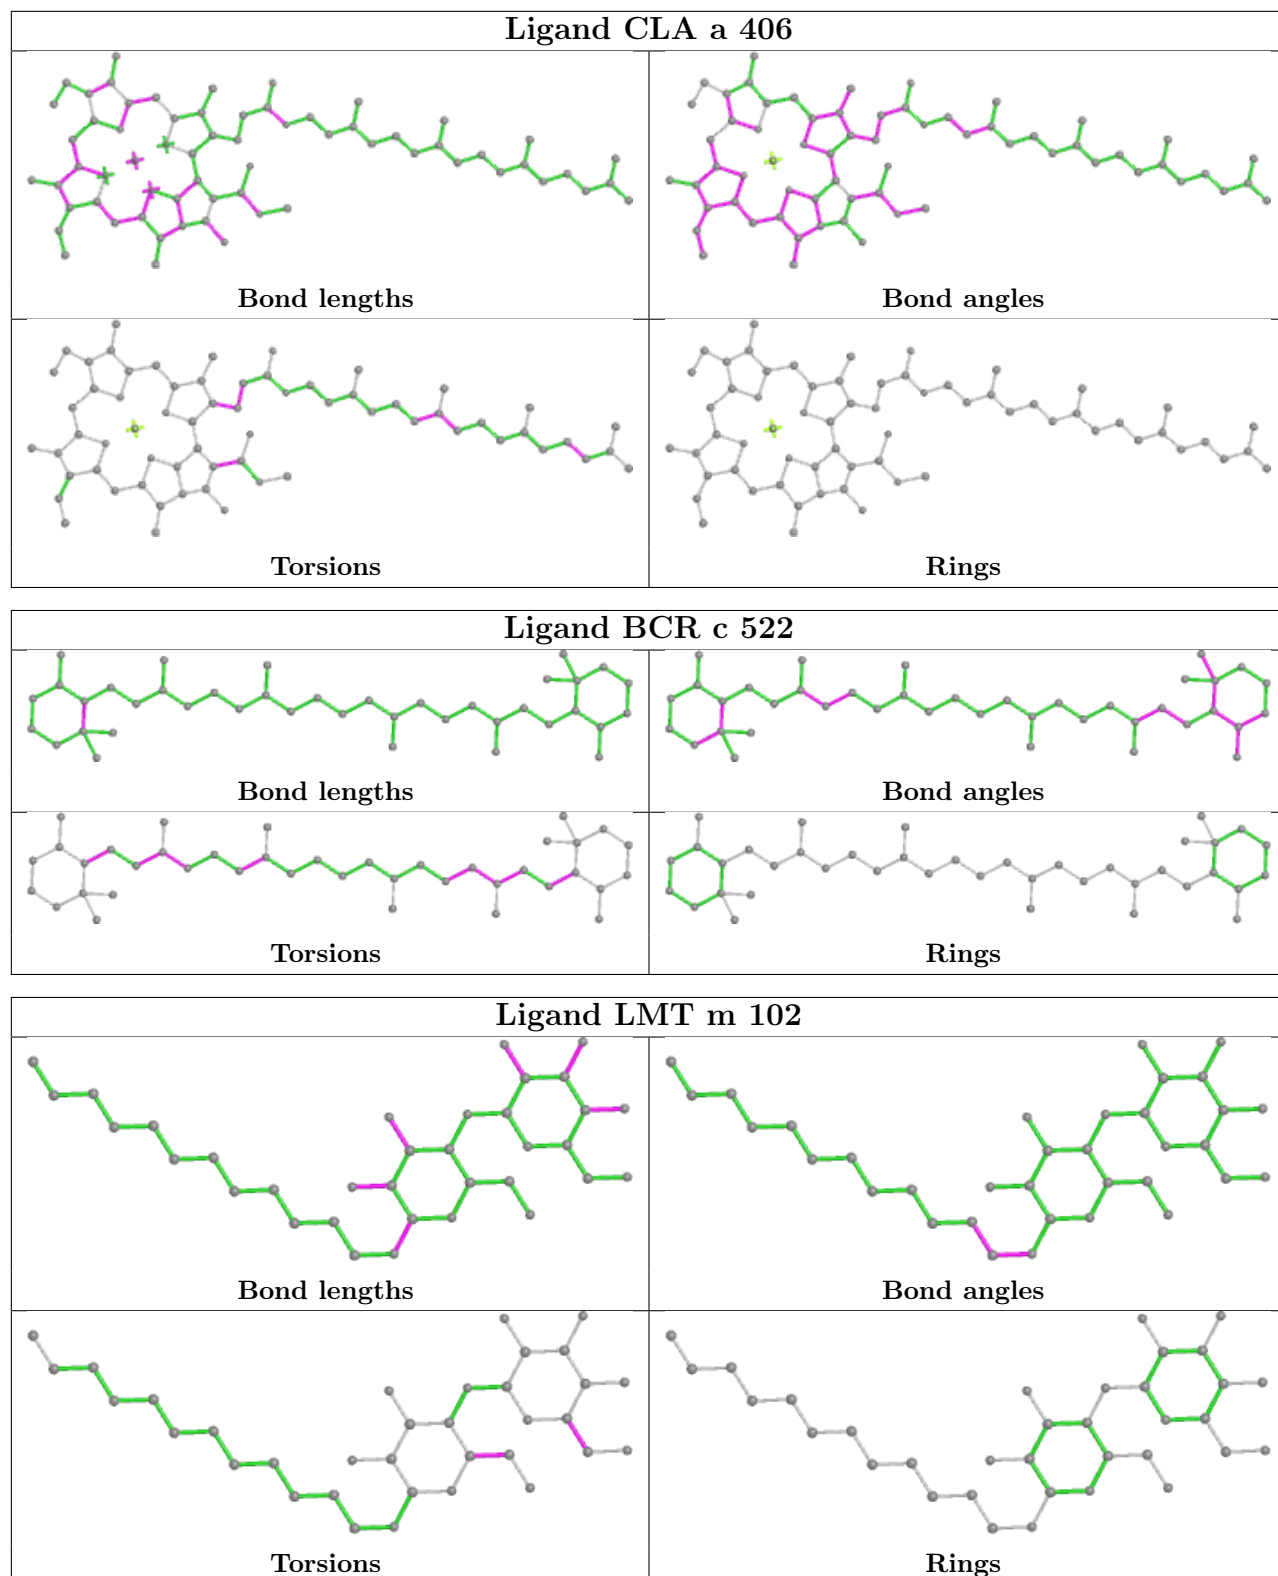 Ligand CLA a 406
Bond lengths
Bond angles
Torsions
Rings
Ligand BCR c 522
Bond lengths
Bond angles
Torsions
Rings
Ligand LMT m 102
Bond lengths
Bond angles
Torsions
Rings